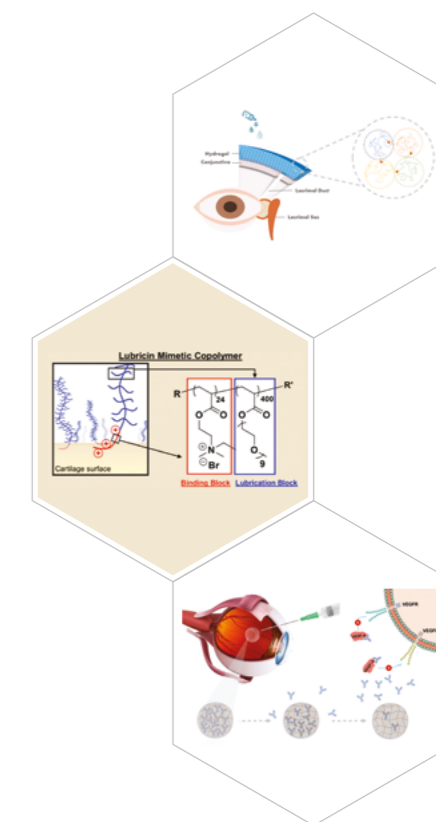 Hydrogel
Conjunctiva
Lacrimal Duct
Lacrimal Sac
Lubricin Mimetic Copolymer
R
R'
24
400
O
O
O
O
N
O
Br
9
Cartilage surface
Binding Block
Lubrication Block
VEGFR